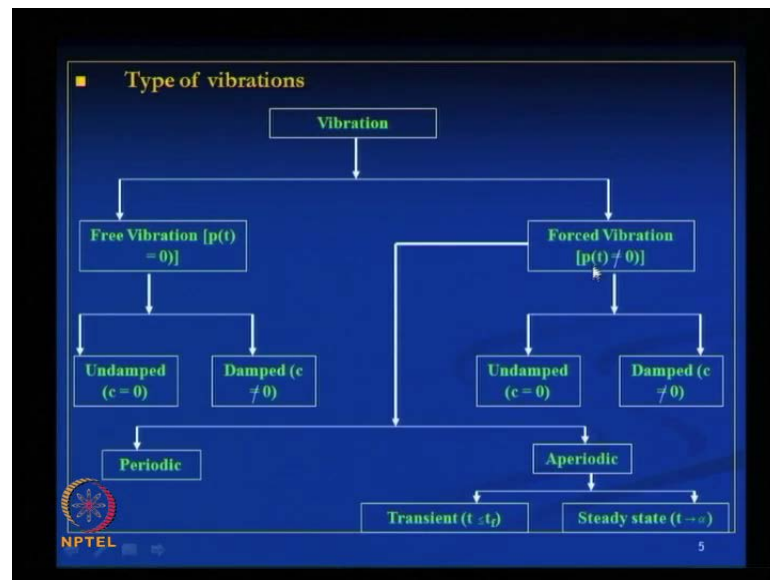 Type of vibrations
Vibration
Free Vibration [p(t)
= 0)]
Forced Vibration
[p(t) ≠ 0)]
Undamped
(c = 0)
Damped (c
≠ 0)
Undamped
(c = 0)
Damped (c
≠ 0)
Periodic
Aperiodic
Transient (t ≤t_f)
Steady state (t→α)
NPTEL
5